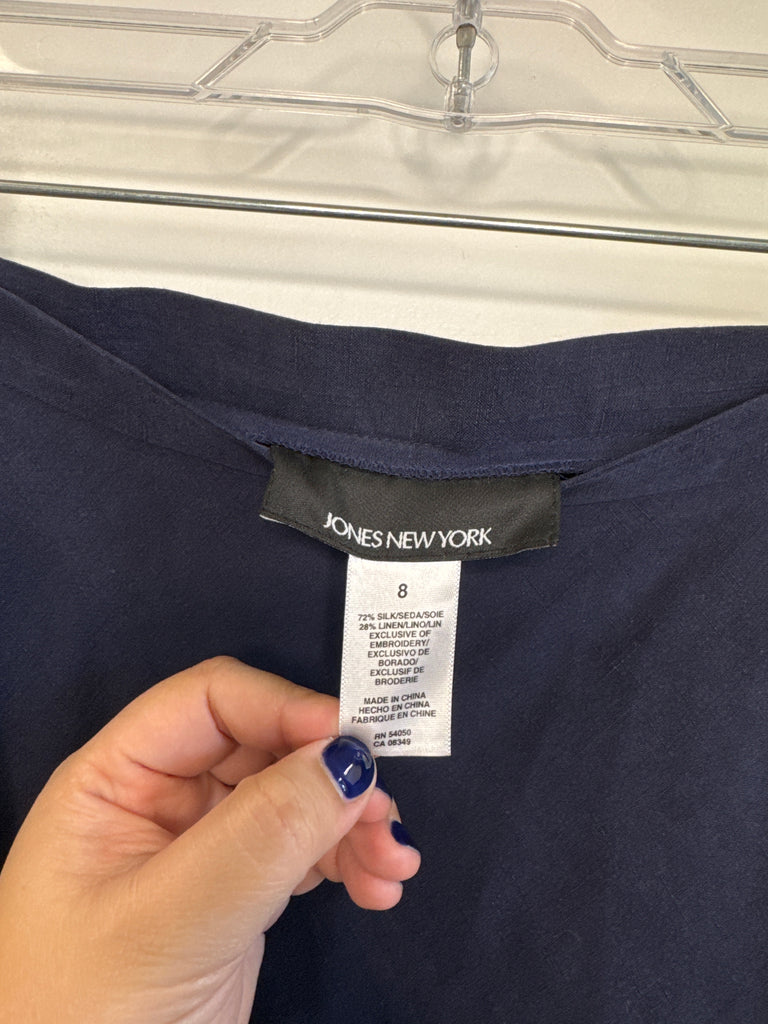 JONES NEW YORK
8
72% SILK/SEDA/SOIE
28% LINEN/LINO/LIN
EXCLUSIVE OF
EMBROIDERY/
EXCLUSIVO DE
BORADO/
EXCLUSIF DE
BRODERIE
MADE IN CHINA
HECHO EN CHINA
FABRIQUE EN CHINE
RN 54050
CA 08349